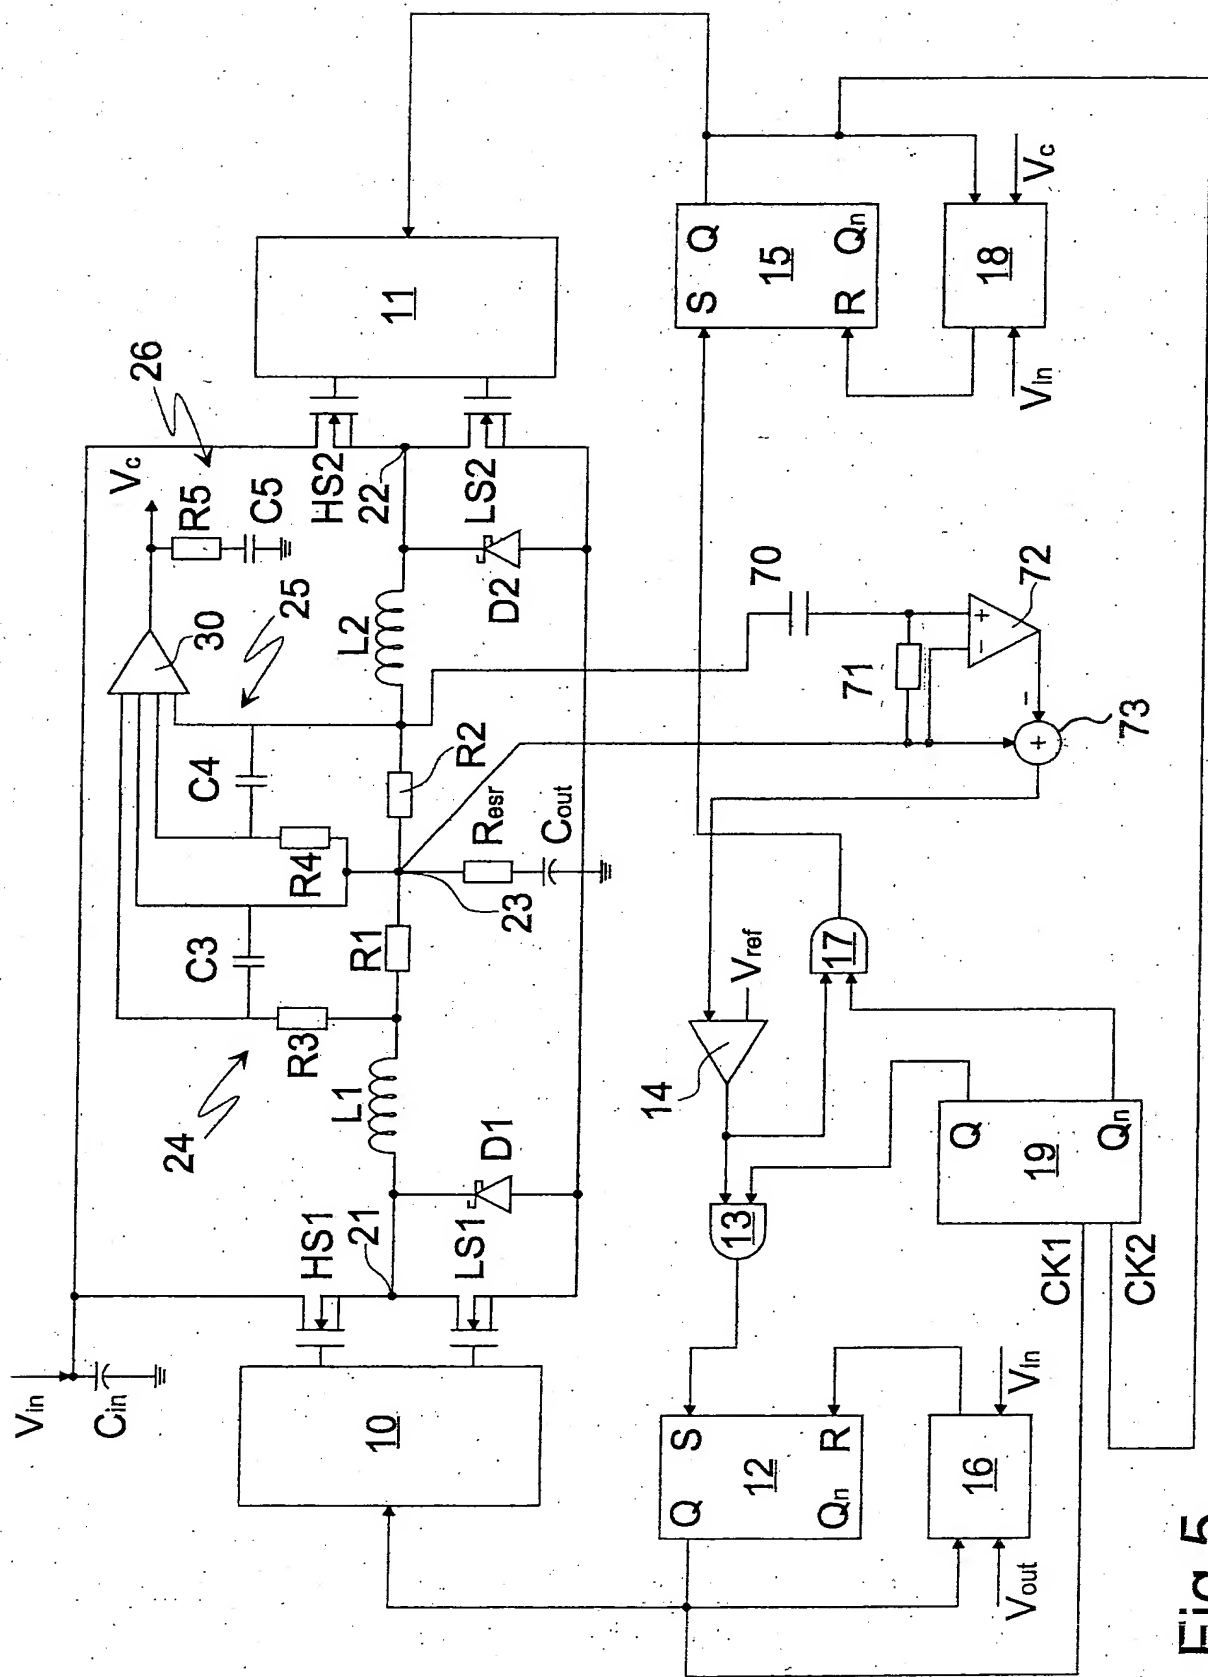 Vin
Cin
10
HS1
21
LS1
D1
24
L1
R3
C3
R1
23
R4
C4
Resr
Cout
R2
25
30
L2
D2
Vc
R5
C5
26
HS2
22
LS2
11
12
S
Q
R
Qn
16
Vin
Vout
13
14
Vref
17
19
Q
Qn
CK1
CK2
70
71
+
-
72
-
+
73
15
S
Q
R
Qn
18
Vin
Vc
Fig.5